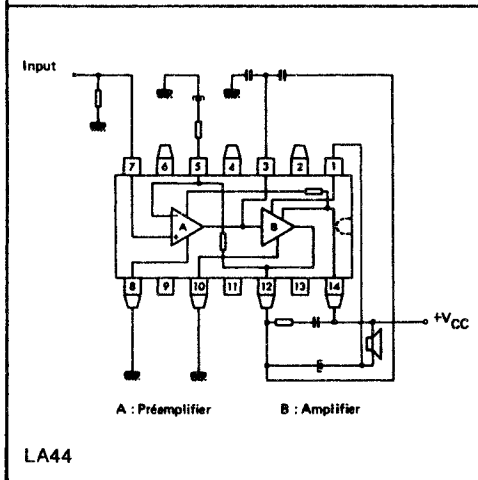 Input
7 6 5 4 3 2 1
- A + B
8 9 10 11 12 13 14
+VCC
A : Préamplifier B : Amplifier
LA44